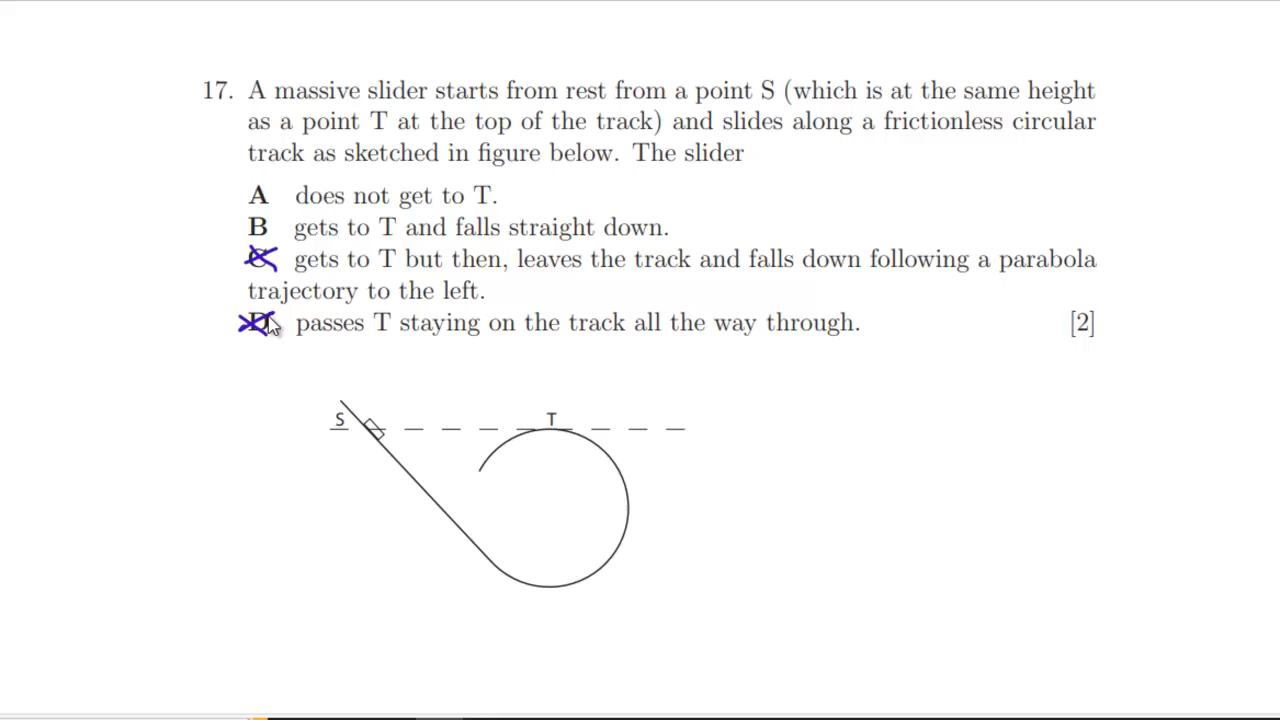 17. A massive slider starts from rest from a point S (which is at the same height
as a point T at the top of the track) and slides along a frictionless circular
track as sketched in figure below. The slider
A does not get to T.
B gets to T and falls straight down.
C gets to T but then, leaves the track and falls down following a parabola
trajectory to the left.
D passes T staying on the track all the way through. [2]
S T